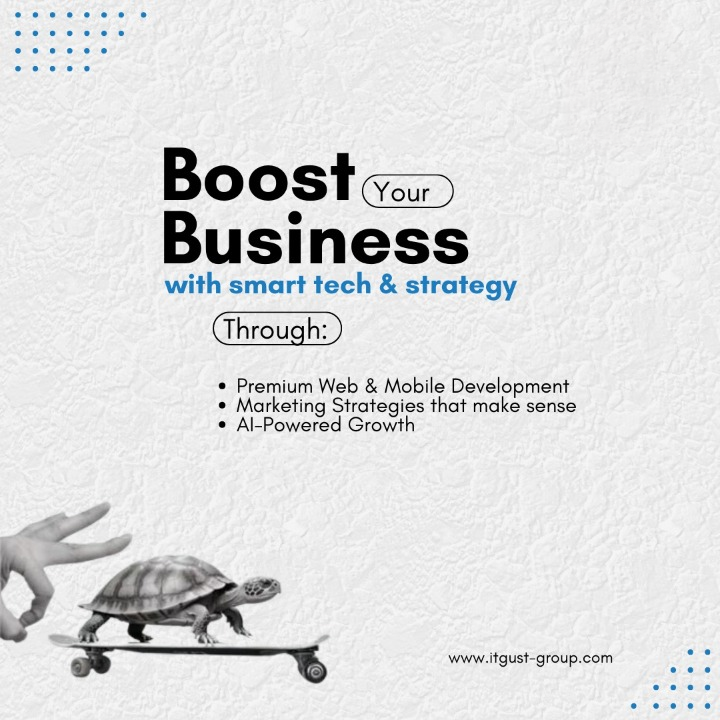 Boost Your
Business
with smart tech & strategy
Through:
• Premium Web & Mobile Development
• Marketing Strategies that make sense
• AI-Powered Growth
www.itgust-group.com